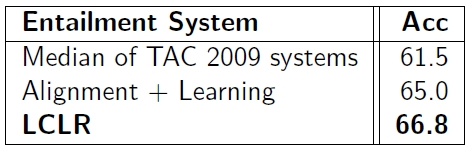 Entailment System Acc
Median of TAC 2009 systems 61.5
Alignment + Learning 65.0
LCLR 66.8